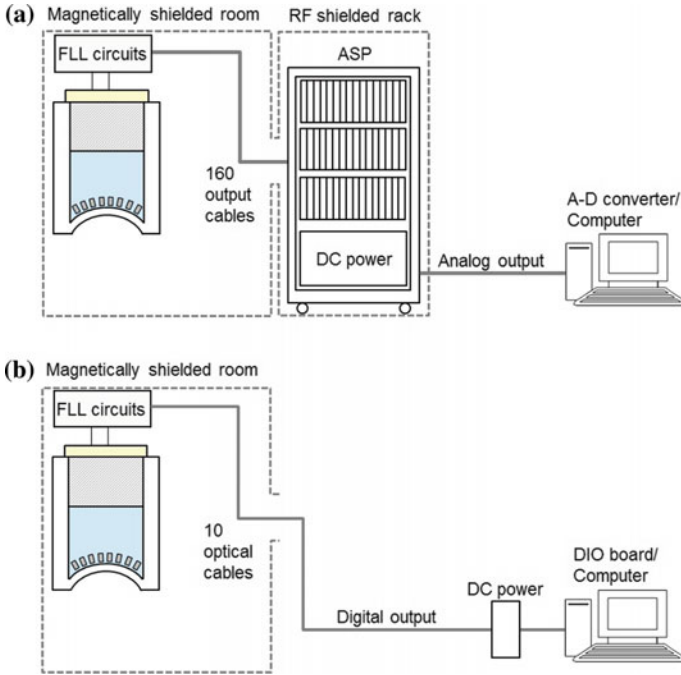 (a) Magnetically shielded room
RF shielded rack
FLL circuits
ASP
160
output
cables
DC power
Analog output
A-D converter/
Computer
(b) Magnetically shielded room
FLL circuits
10
optical
cables
Digital output
DC power
DIO board/
Computer